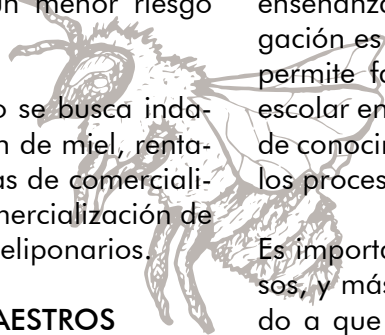 un menor riesgo
o se busca inda-
n de miel, renta-
as de comerciali-
mercialización de
eliponarios.
AESTROS
enseñanza
gación es
permite fo
escolar en
de conocin
los proces
Es importa
sos, y más
do a que